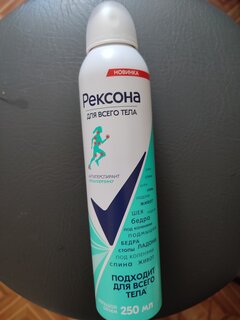 НОВИНКА
Рексона
ДЛЯ ВСЕГО ТЕЛА
АНТИПЕРСПИРАНТ
ШЕЯ
бедра
под коленями
подмышки
БЕДРА
стопы ЛАДОНИ
под коленями
спина живот
ПОДХОДИТ
ДЛЯ ВСЕГО
ТЕЛА
250 МЛ